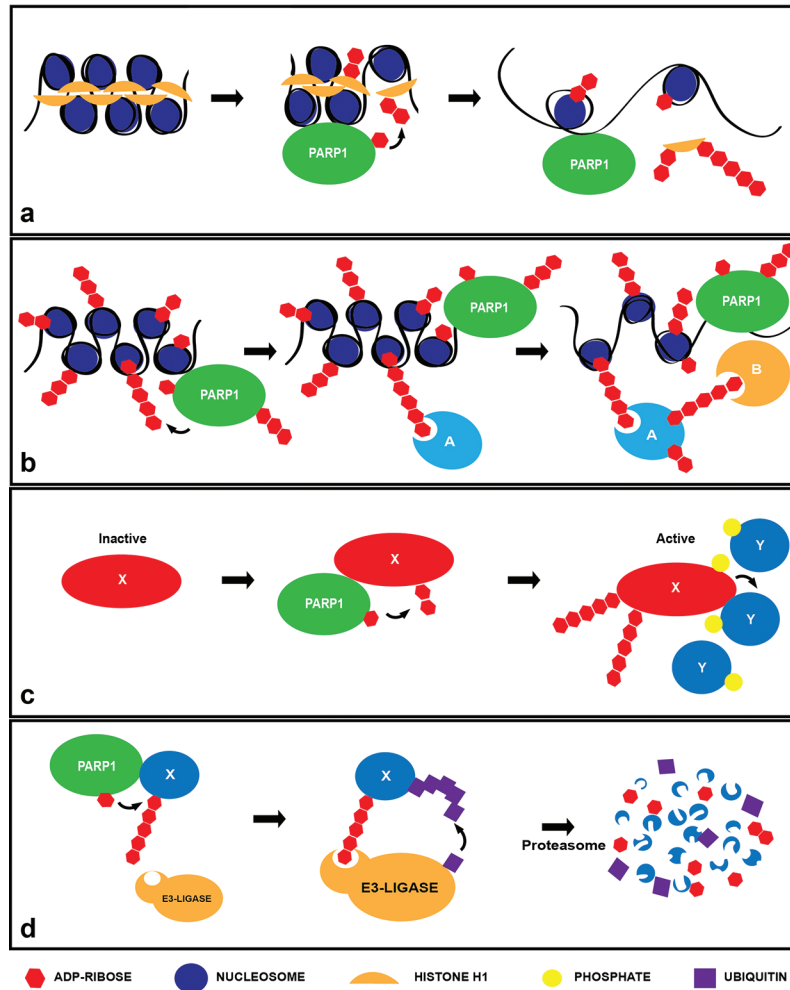 PARP1
PARP1
a
PARP1
A
PARP1
A
B
PARP1
b
Inactive
X
X
PARP1
Active
X
Y
Y
Y
c
PARP1
X
E3-LIGASE
X
E3-LIGASE
Proteasome
d
ADP-RIBOSE
NUCLEOSOME
HISTONE H1
PHOSPHATE
UBIQUITIN